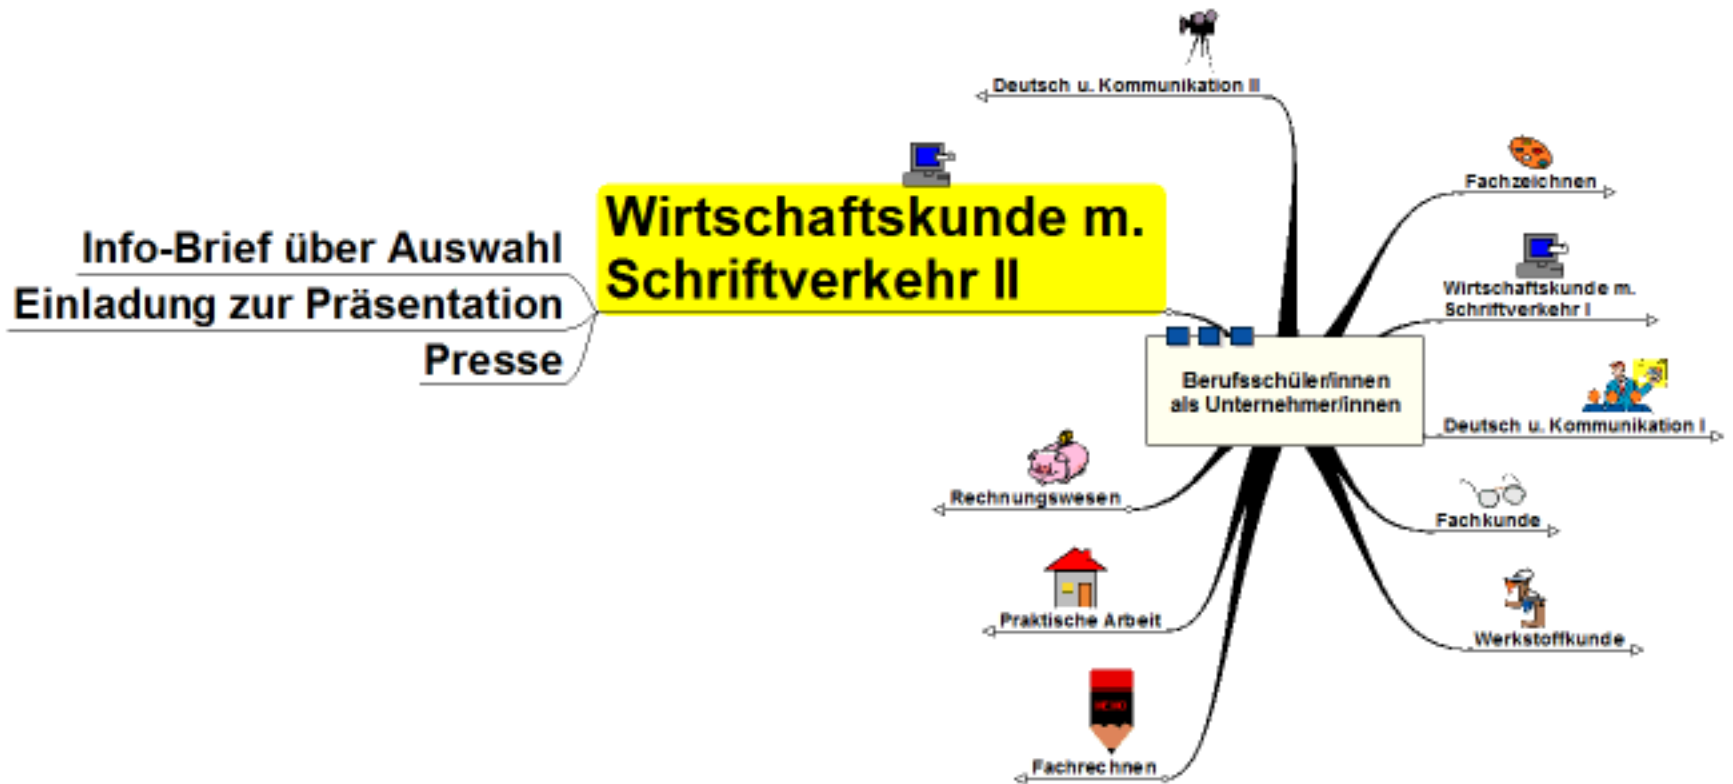 Deutsch u. Kommunikation II
Wirtschaftskunde m.
Schriftverkehr II
Info-Brief über Auswahl
Einladung zur Präsentation
Presse
Berufsschüler/innen
als Unternehmer/innen
Fachzeichnen
Wirtschaftskunde m.
Schriftverkehr I
Deutsch u. Kommunikation I
Fachkunde
Werkstoffkunde
Rechnungswesen
Praktische Arbeit
MEMO
Fachrechnen